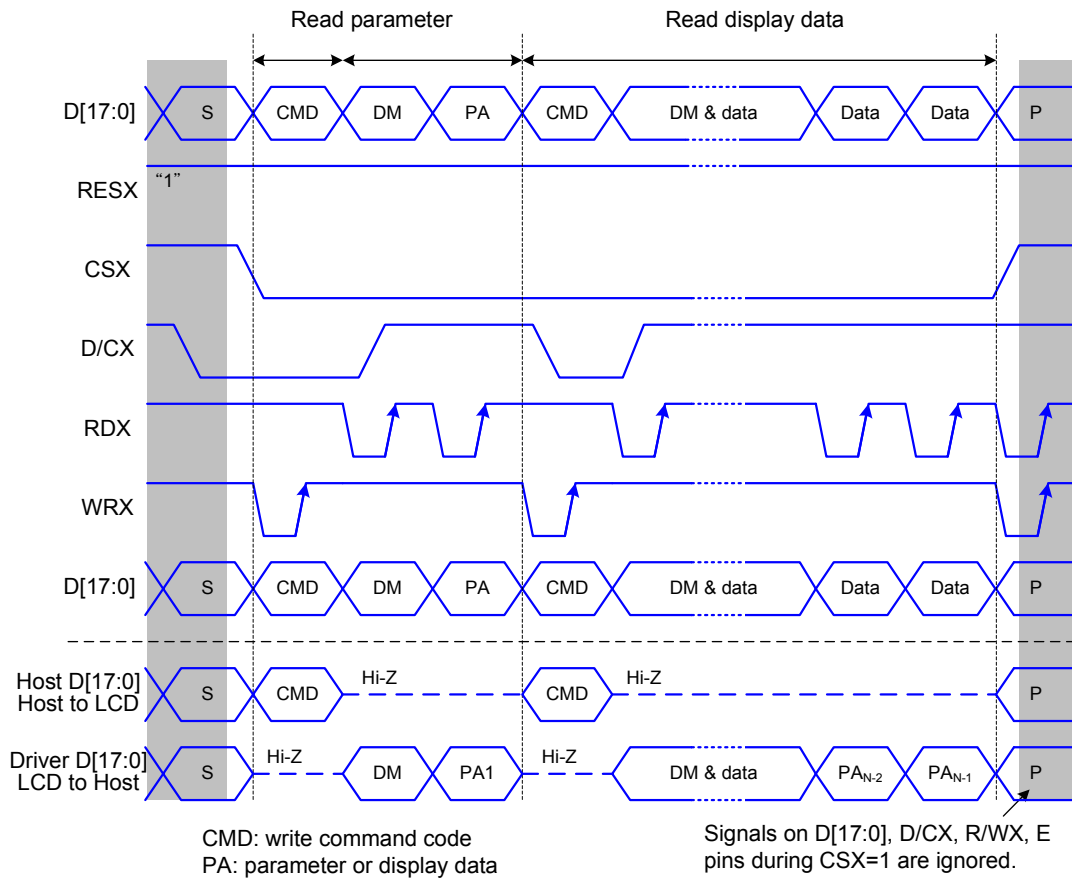 Read parameter Read display data
D[17:0] S CMD DM PA CMD DM & data Data Data P
RESX "1"
CSX
D/CX
RDX
WRX
D[17:0] S CMD DM PA CMD DM & data Data Data P
Host D[17:0] S CMD Hi-Z CMD Hi-Z P
Host to LCD
Driver D[17:0] S Hi-Z DM PA1 Hi-Z DM & data PAN-2 PAN-1 P
LCD to Host
CMD: write command code
PA: parameter or display data
Signals on D[17:0], D/CX, R/WX, E
pins during CSX=1 are ignored.